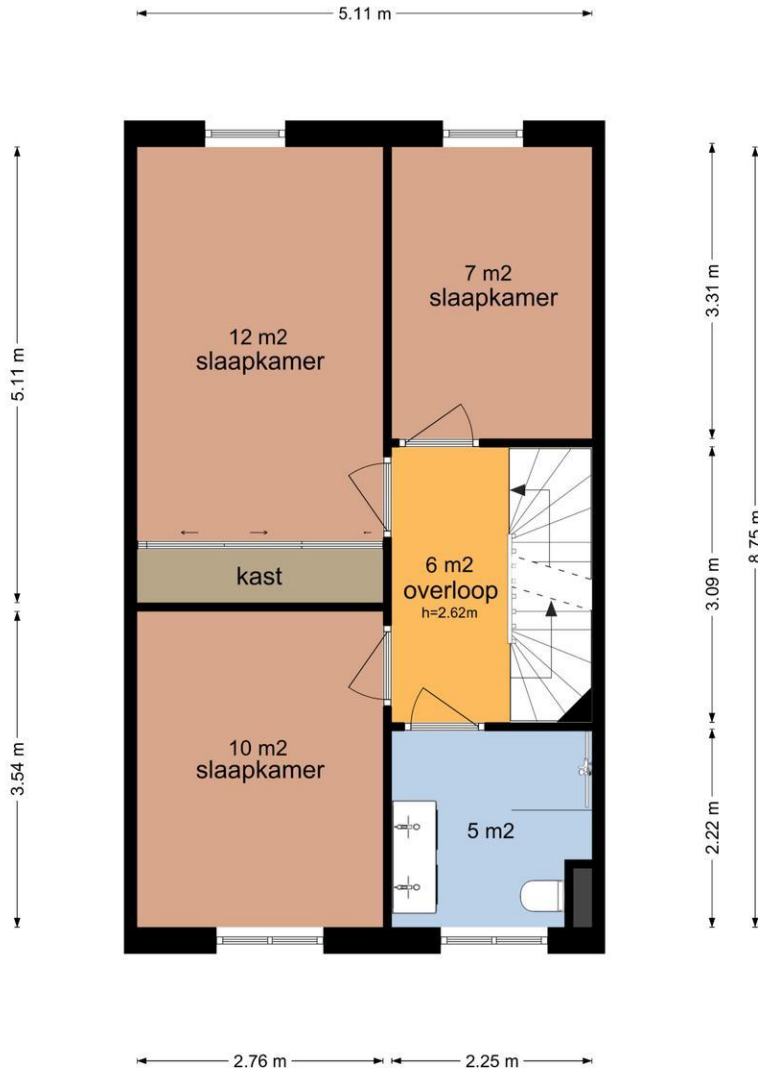 5.11 m
7 m2
slaapkamer
12 m2
slaapkamer
5.11 m
3.31 m
6 m2
overloop
h=2.62m
kast
3.09 m
8.75 m
10 m2
slaapkamer
3.54 m
5 m2
2.22 m
2.76 m
2.25 m